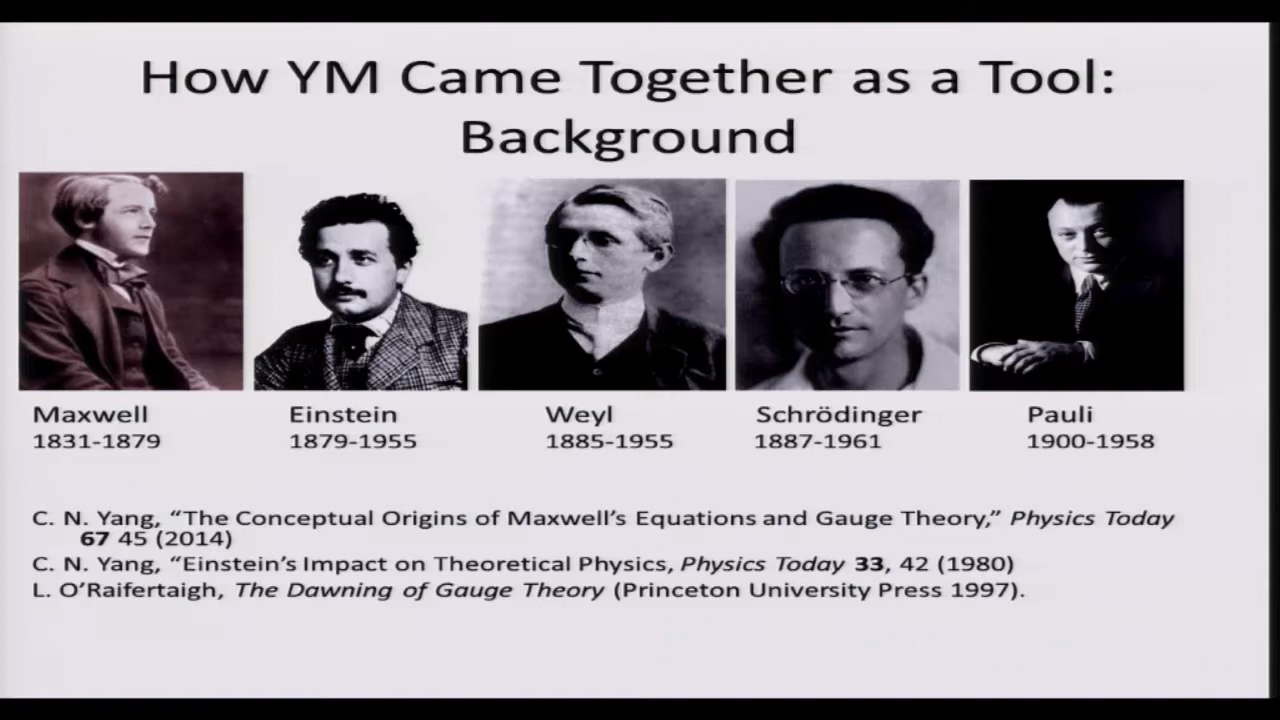 How YM Came Together as a Tool:
Background
Maxwell Einstein Weyl Schrödinger Pauli
1831-1879 1879-1955 1885-1955 1887-1961 1900-1958
C. N. Yang, “The Conceptual Origins of Maxwell’s Equations and Gauge Theory,” Physics Today
67 45 (2014)
C. N. Yang, “Einstein’s Impact on Theoretical Physics, Physics Today 33, 42 (1980)
L. O’Raifertaigh, The Dawning of Gauge Theory (Princeton University Press 1997).